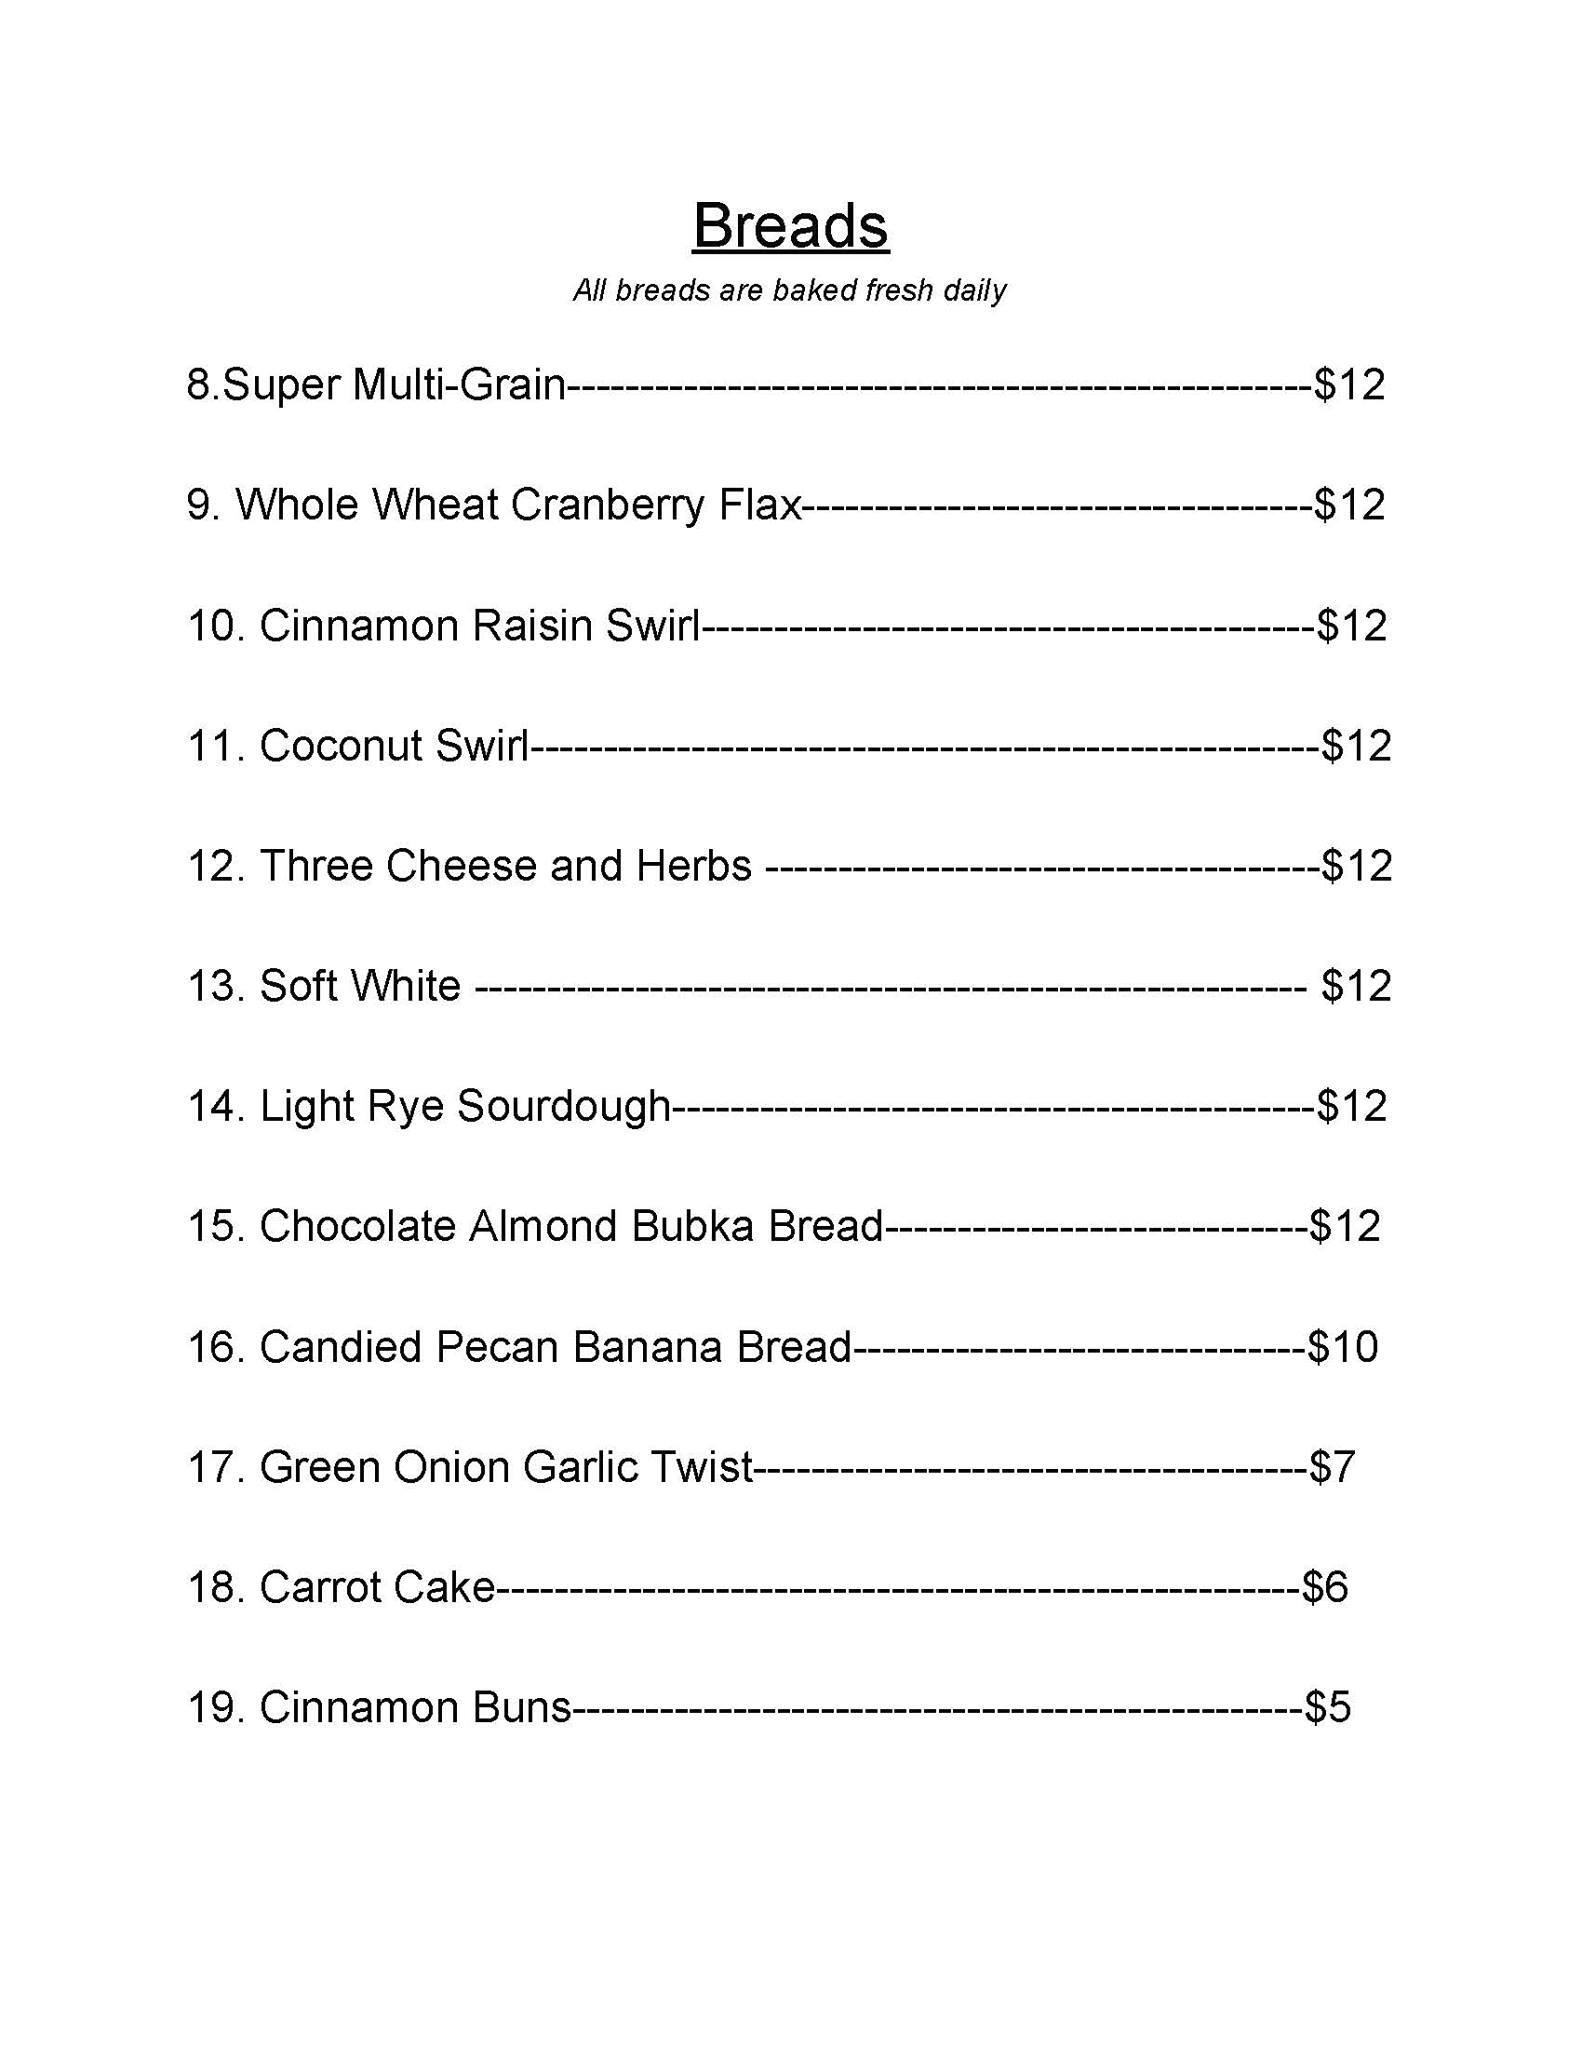 Breads
All breads are baked fresh daily
8.Super Multi-Grain---------------------------------------------------$12
9. Whole Wheat Cranberry Flax-----------------------------------$12
10. Cinnamon Raisin Swirl------------------------------------------$12
11. Coconut Swirl------------------------------------------------------$12
12. Three Cheese and Herbs --------------------------------------$12
13. Soft White --------------------------------------------------------- $12
14. Light Rye Sourdough--------------------------------------------$12
15. Chocolate Almond Bubka Bread-----------------------------$12
16. Candied Pecan Banana Bread-------------------------------$10
17. Green Onion Garlic Twist--------------------------------------$7
18. Carrot Cake-------------------------------------------------------$6
19. Cinnamon Buns--------------------------------------------------$5